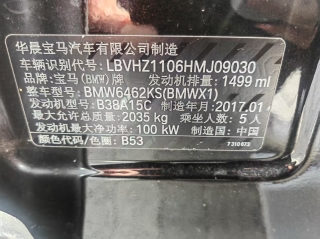 华晨宝马汽车有限公司制造
车辆识别代号: LBVHZ1106HMJ09030
品牌: 宝马(BMW)牌 发动机排量: 1499 ml
整车型号: BMW6462KS(BMWX1)
发动机型号: B38A15C 制造年月: 2017.01
最大允许总质量: 2035 kg 乘坐人数: 5 人
发动机最大净功率: 100 kW 制造国: 中国
颜色代码/色圈: B53 7 310 673